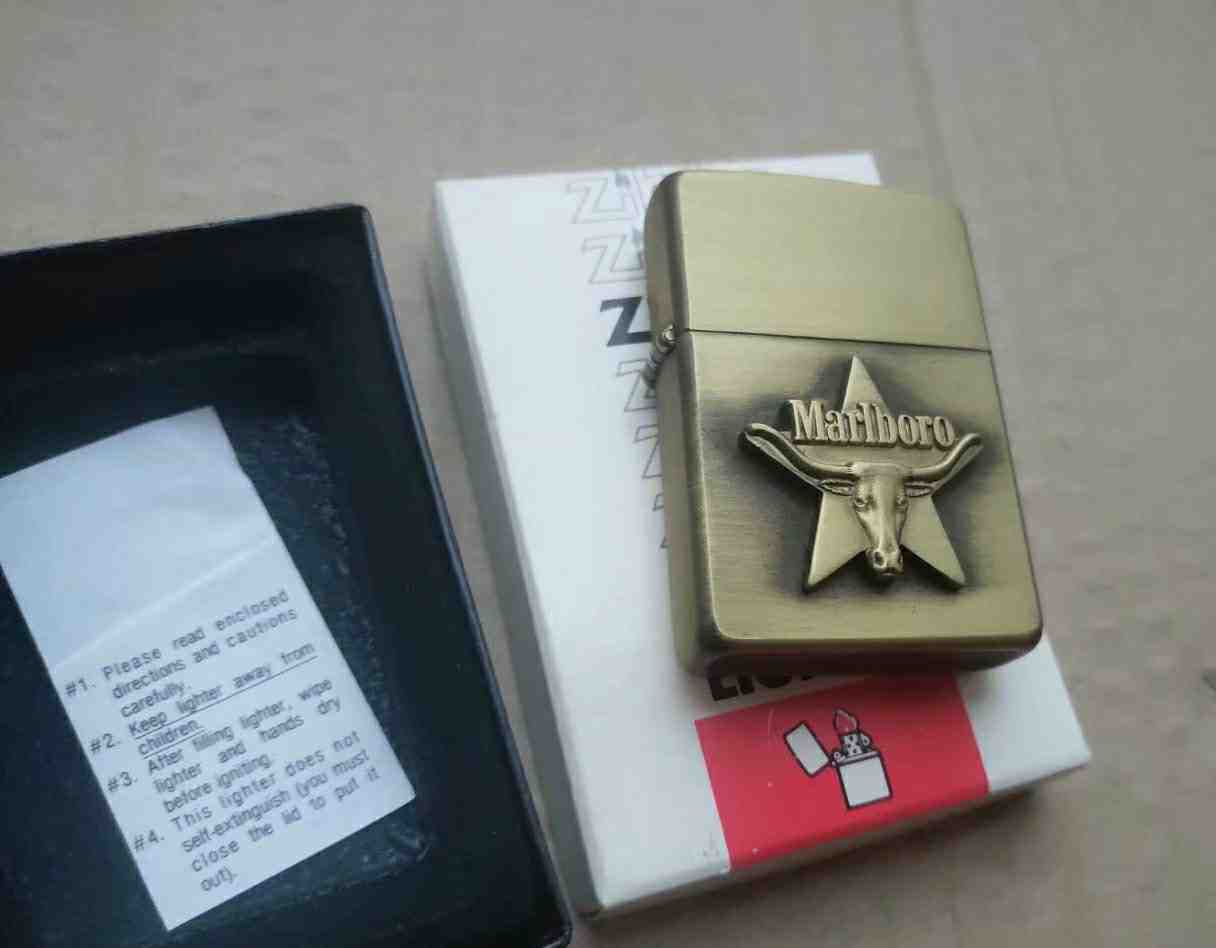 #1. Please read enclosed
directions and cautions
carefully.
#2. Keep lighter away from
children.
#3. After filling lighter, wipe
lighter and hands dry
before igniting.
#4. This lighter does not
self-extinguish (you must
close the lid to put it
out).
Marlboro